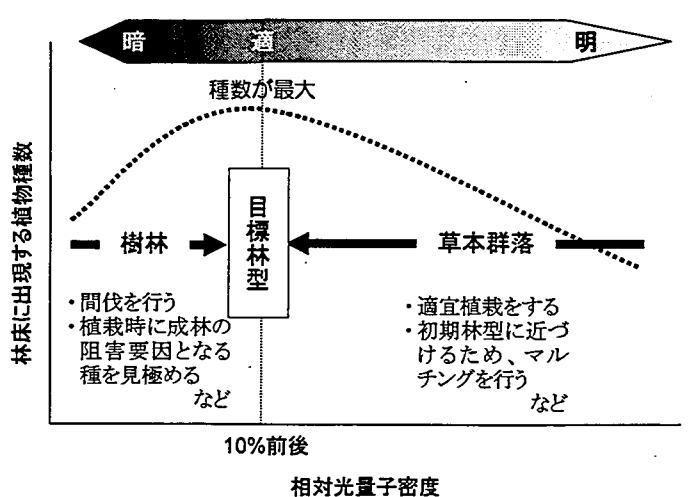 暗 適 明
種数が最大
林床に出現する植物種数
目標林型
樹林
草本群落
・間伐を行う
・植栽時に成林の
阻害要因となる
種を見極める
など
・適宜植栽をする
・初期林型に近づ
けるため、マル
チングを行う
など
10%前後
相対光量子密度